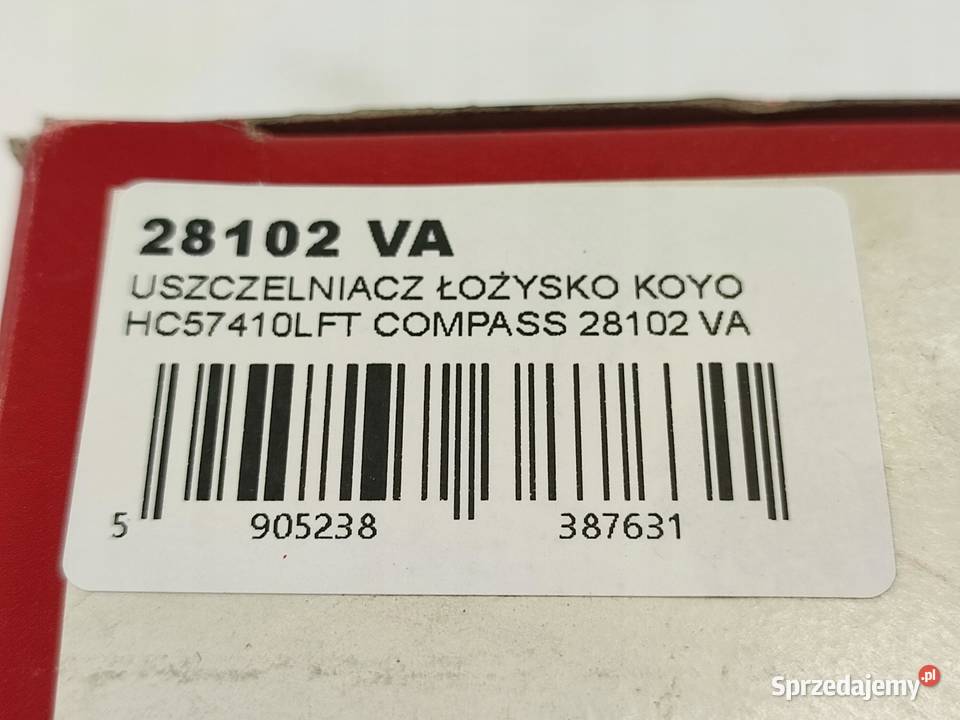 28102 VA
USZCZELNIACZ ŁOŻYSKO KOYO
HC57410LFT COMPASS 28102 VA
5 905238 387631
Sprzedajemy.pl